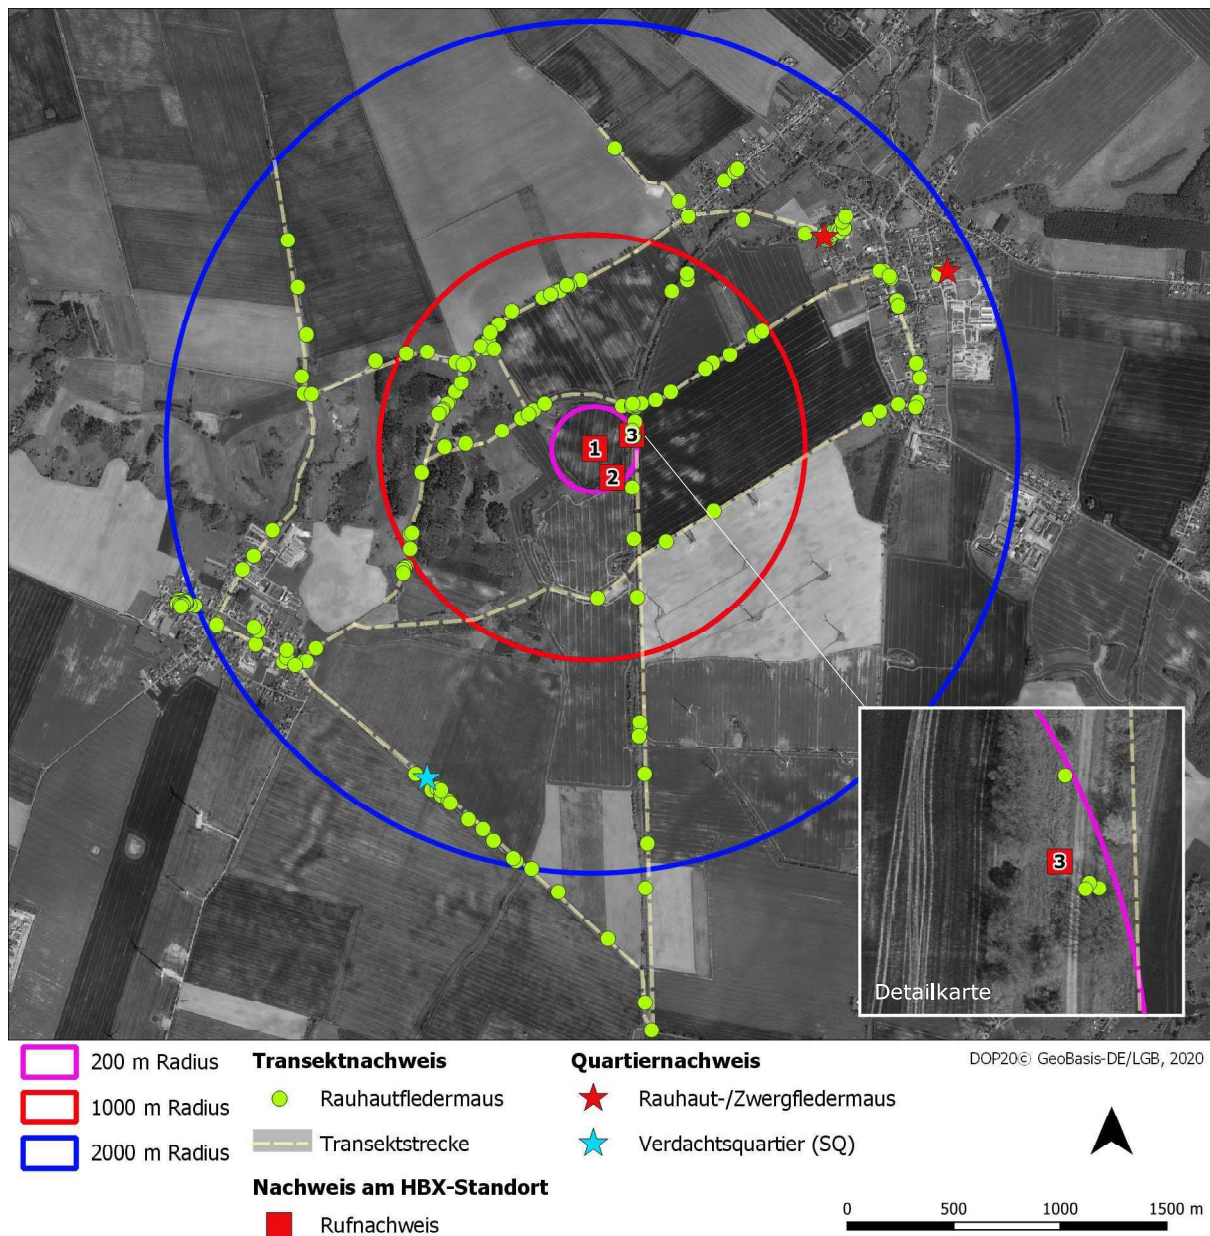 1
3
2
3
Detailkarte
200 m Radius
1000 m Radius
2000 m Radius
Transektnachweis
Rauhautfledermaus
Transektstrecke
Nachweis am HBX-Standort
Rufnachweis
Quartiernachweis
Rauhaut-/Zwergfledermaus
Verdachtsquartier (SQ)
DOP20© GeoBasis-DE/LGB, 2020
0 500 1000 1500 m